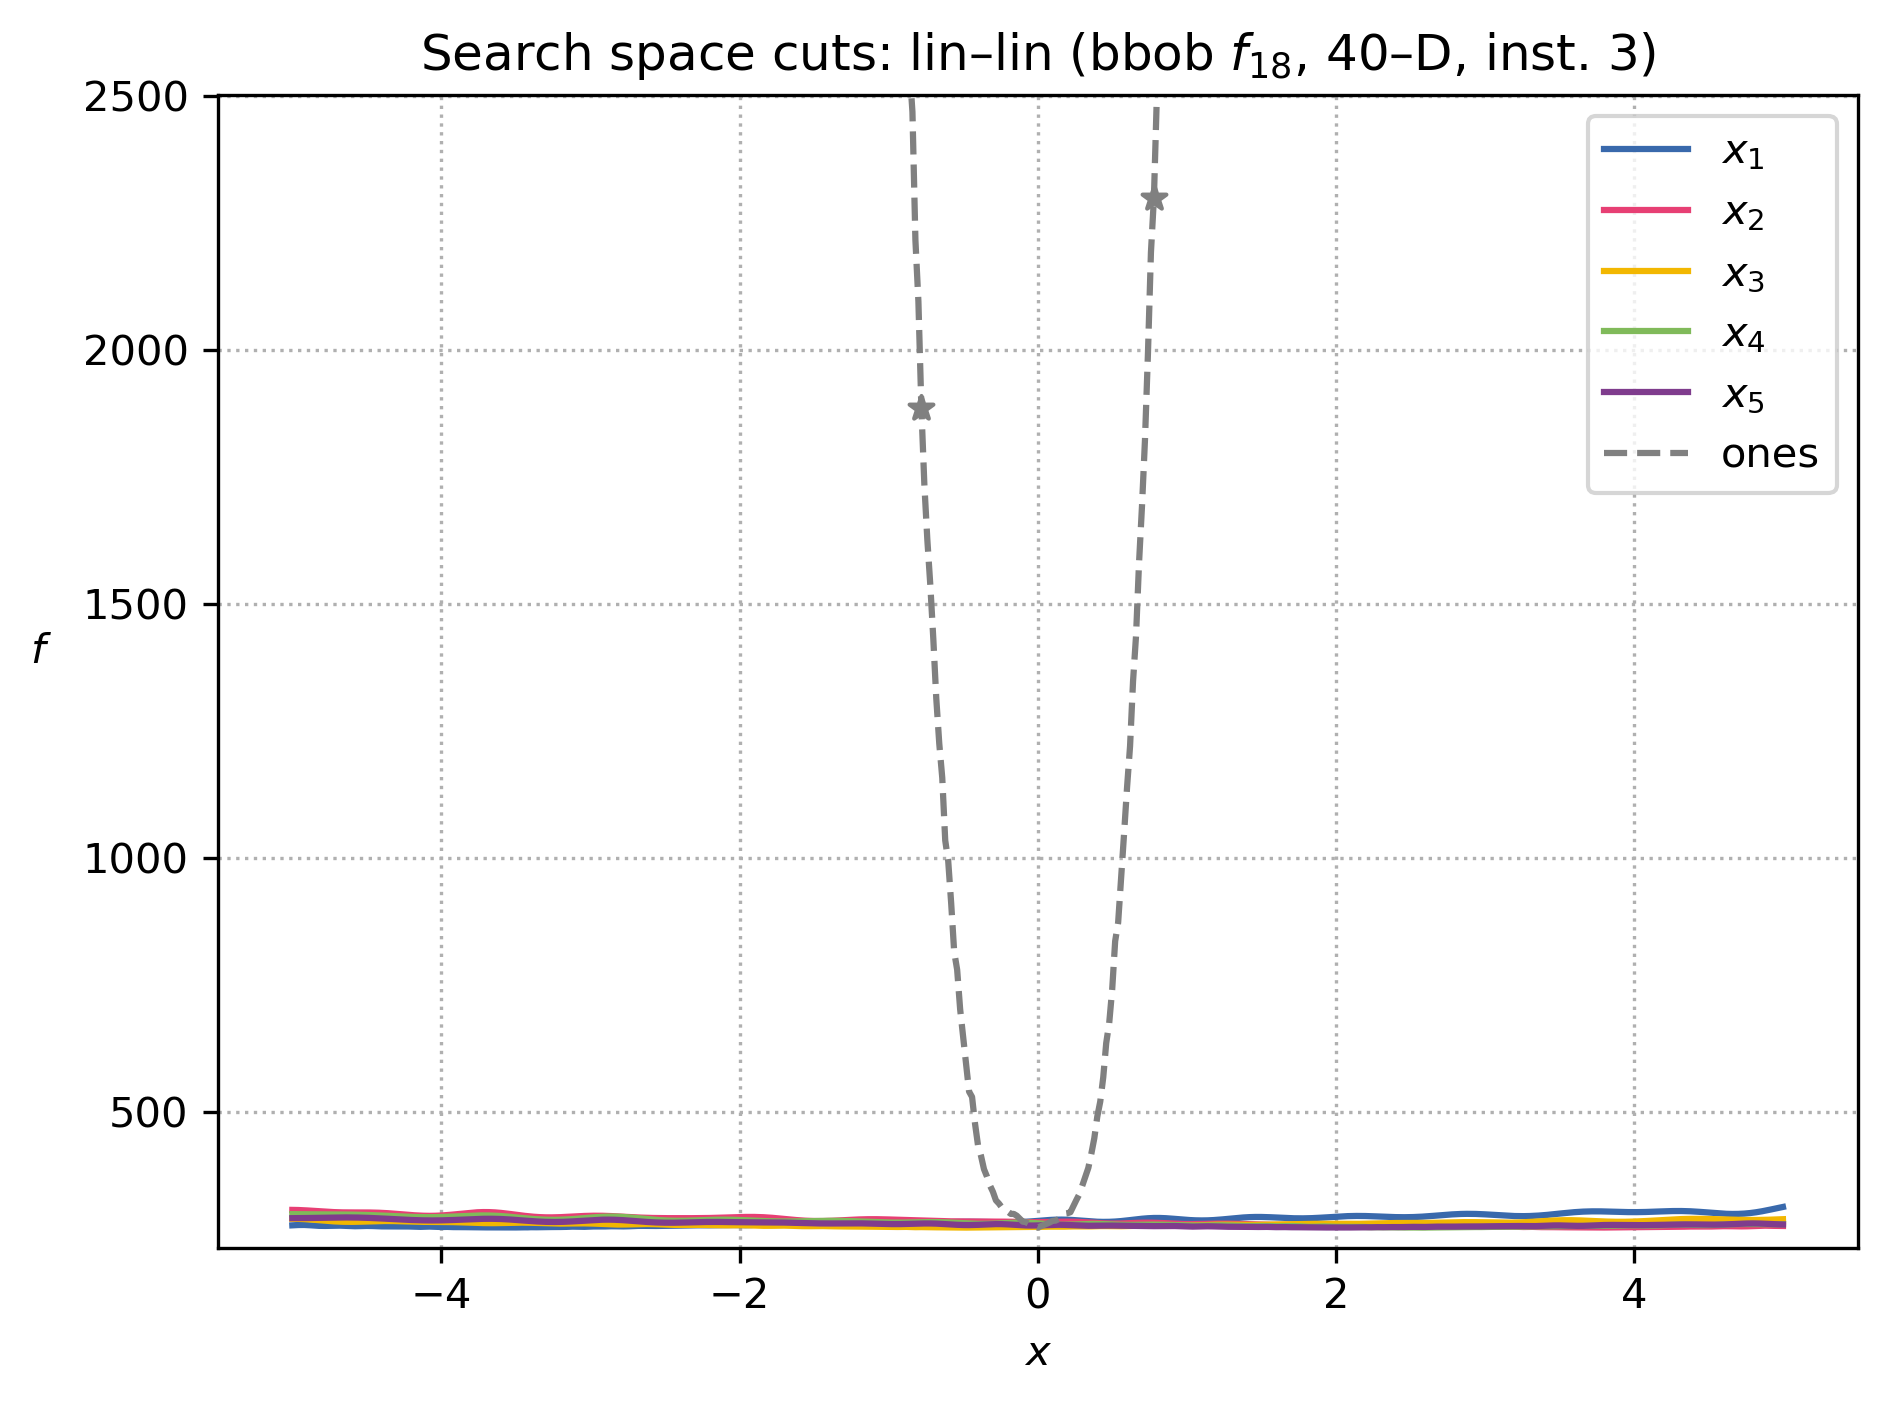 Search space cuts: lin–lin (bbob f₁₈, 40–D, inst. 3)
2500
2000
1500
1000
500
f
x₁
x₂
x₃
x₄
x₅
ones
−4 −2 0 2 4
x